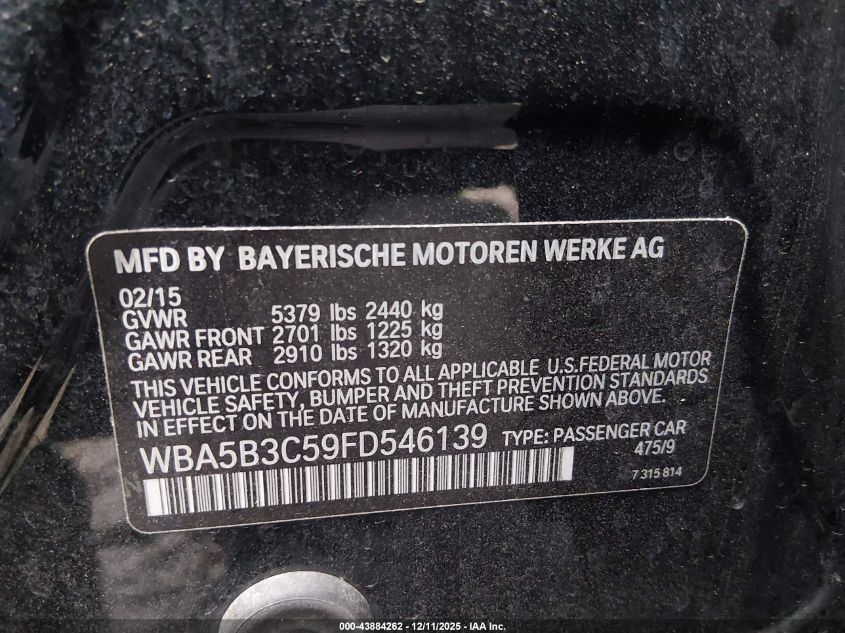 MFD BY BAYERISCHE MOTOREN WERKE AG
02/15
GVWR 5379 lbs 2440 kg
GAWR FRONT 2701 lbs 1225 kg
GAWR REAR 2910 lbs 1320 kg
THIS VEHICLE CONFORMS TO ALL APPLICABLE U.S.FEDERAL MOTOR
VEHICLE SAFETY, BUMPER AND THEFT PREVENTION STANDARDS
IN EFFECT ON THE DATE OF MANUFACTURE SHOWN ABOVE.
WBA5B3C59FD546139 TYPE: PASSENGER CAR
475/9
7 315 814
000-43884262 - 12/11/2025 - IAA Inc.